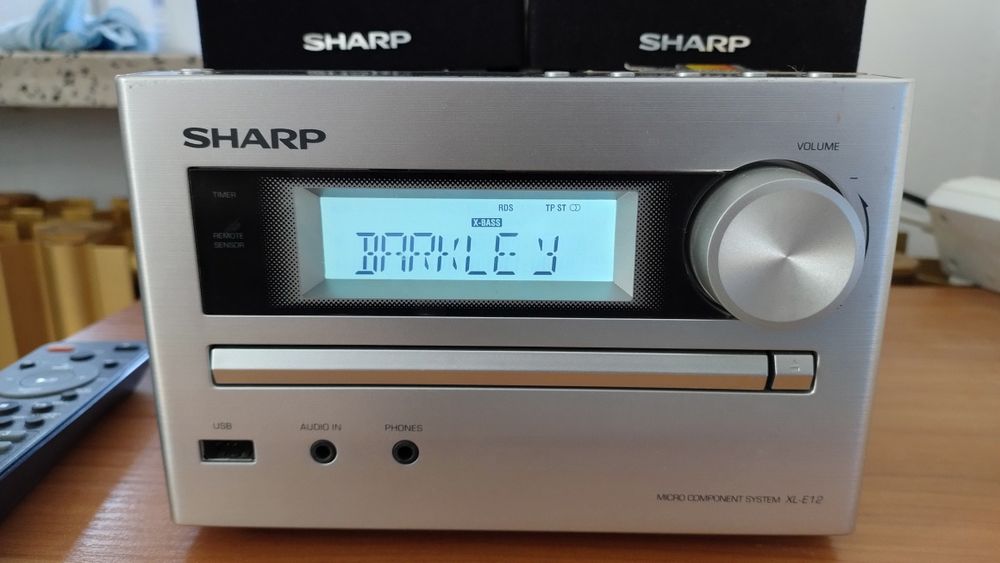 SHARP
SHARP
SHARP
VOLUME
TIMER
RDS TP ST
X-BASS
REMOTE
SENSOR
BARKLEY
USB AUDIO IN PHONES
MICRO COMPONENT SYSTEM XL-E12